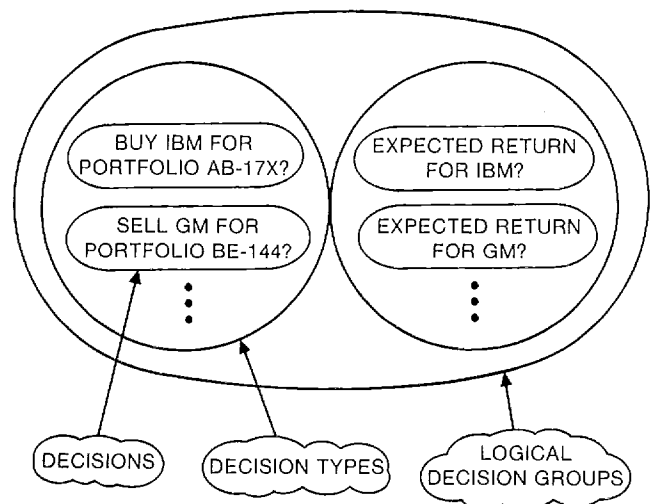 BUY IBM FOR
PORTFOLIO AB-17X?
SELL GM FOR
PORTFOLIO BE-144?
EXPECTED RETURN
FOR IBM?
EXPECTED RETURN
FOR GM?
DECISIONS
DECISION TYPES
LOGICAL
DECISION GROUPS